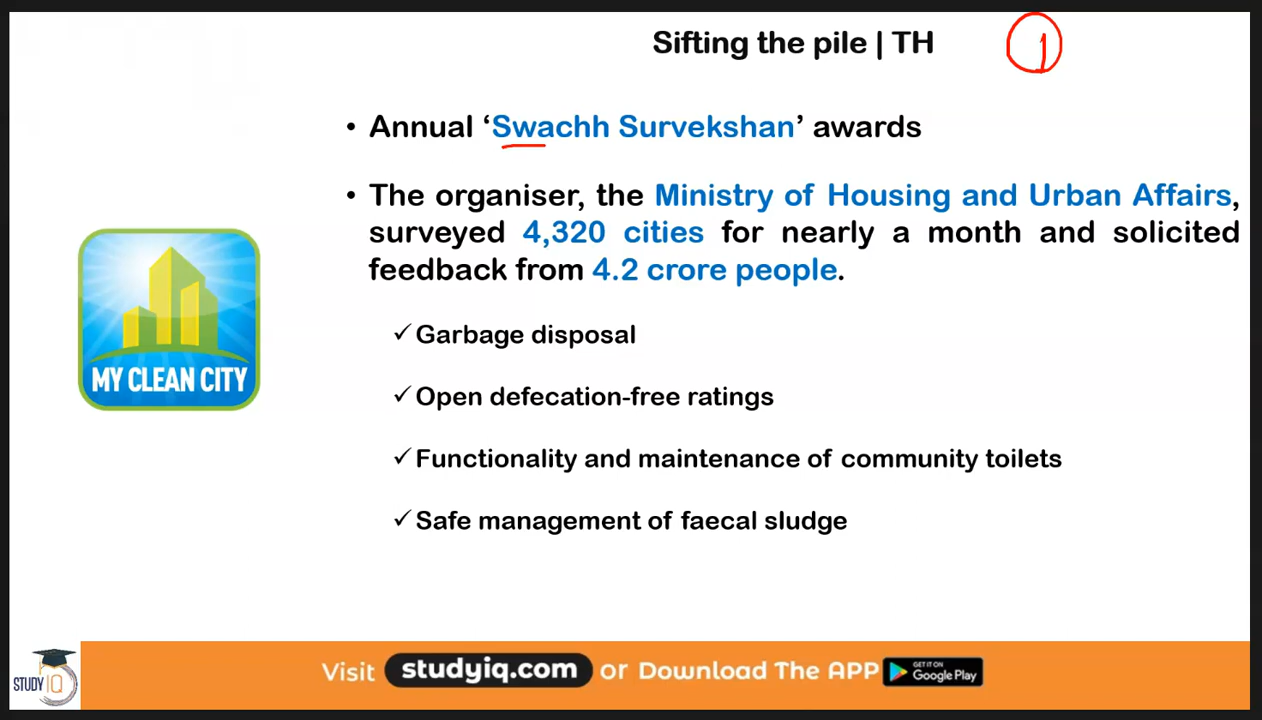 Sifting the pile | TH
1
• Annual ‘Swachh Survekshan’ awards
• The organiser, the Ministry of Housing and Urban Affairs,
surveyed 4,320 cities for nearly a month and solicited
feedback from 4.2 crore people.
MY CLEAN CITY
✓ Garbage disposal
✓ Open defecation-free ratings
✓ Functionality and maintenance of community toilets
✓ Safe management of faecal sludge
STUDY IQ
Visit studyiq.com or Download The APP GET IT ON Google Play